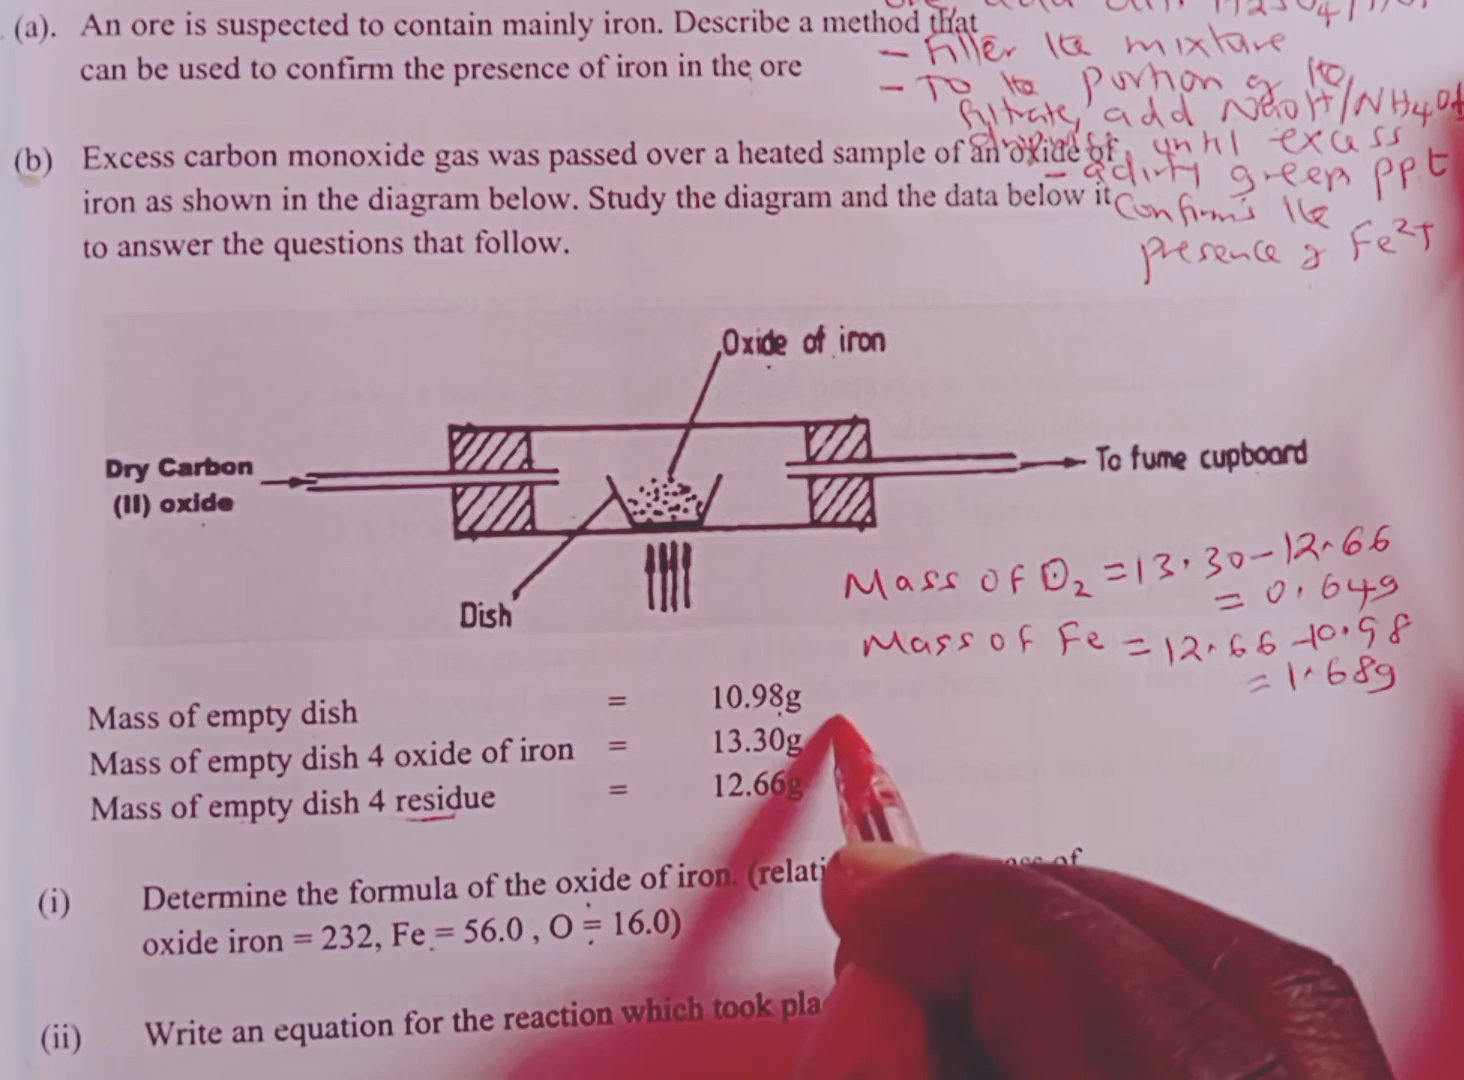 (a). An ore is suspected to contain mainly iron. Describe a method that
can be used to confirm the presence of iron in the ore
- Filter the mixture
- To the portion of the
filtrate, add NaOH/NH4OH
until excess
- a dirty green ppt
confirms the
presence of Fe2+
(b) Excess carbon monoxide gas was passed over a heated sample of an oxide of
iron as shown in the diagram below. Study the diagram and the data below it
to answer the questions that follow.
Oxide of iron
Dry Carbon
(II) oxide
To fume cupboard
Dish
Mass of O2 = 13.30 - 12.66
= 0.64g
Mass of Fe = 12.66 - 10.98
= 1.68g
Mass of empty dish = 10.98g
Mass of empty dish 4 oxide of iron = 13.30g
Mass of empty dish 4 residue = 12.66g
(i) Determine the formula of the oxide of iron. (relati of
oxide iron = 232, Fe = 56.0 , O = 16.0)
(ii) Write an equation for the reaction which took pla